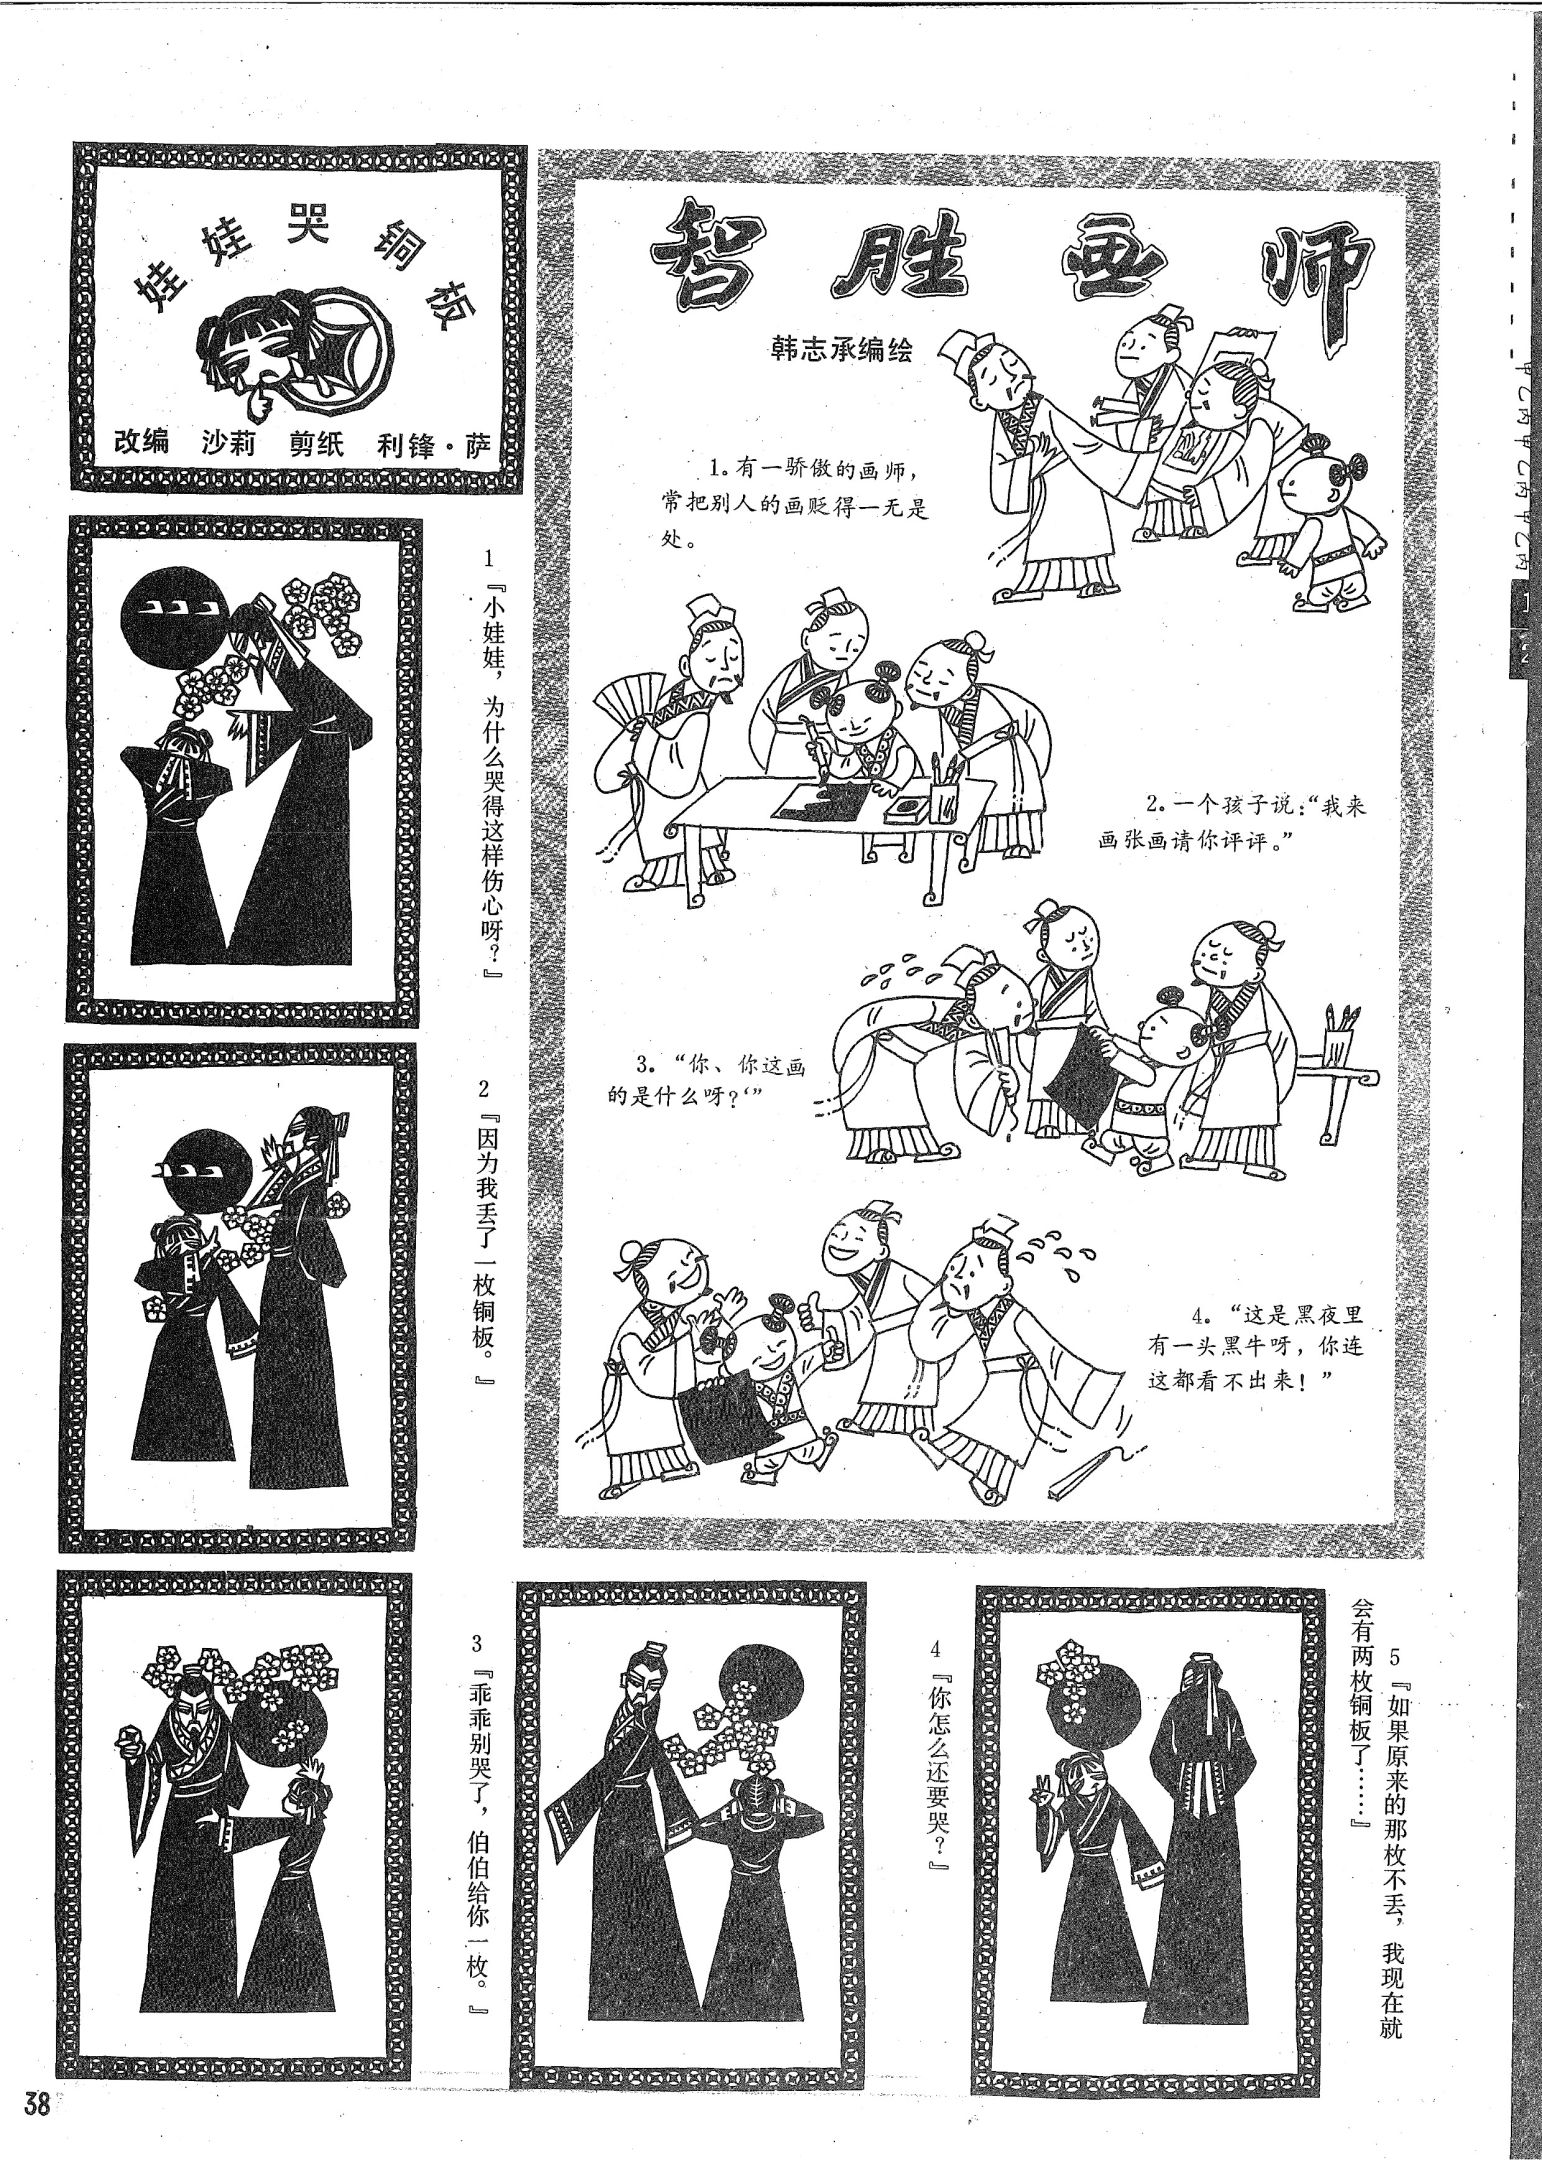 娃娃哭铜板
改编 沙莉 剪纸 利锋·萨
1『小娃娃，为什么哭得这样伤心呀？』
2『因为我丢了一枚铜板。』
3『乖乖别哭了，伯伯给你一枚。』
4『你怎么还要哭？』
5『如果原来的那枚不丢，我现在就
会有两枚铜板了……』
智胜画师
韩志承编绘
1。有一骄傲的画师，
常把别人的画贬得一无是
处。
2。一个孩子说：“我来
画张画请你评评。”
3。“你、你这画
的是什么呀？‘”
4。“这是黑夜里
有一头黑牛呀，你连
这都看不出来！”
38